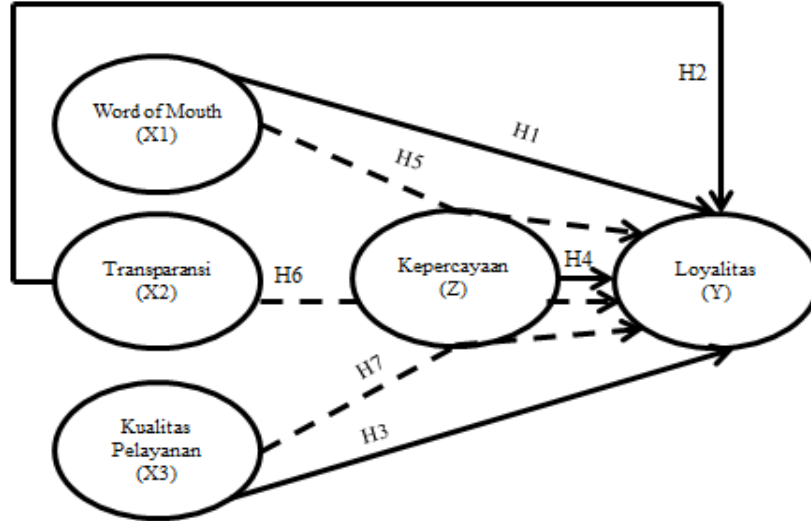 H2
Word of Mouth
(X1)
H1
H5
Transparansi
(X2)
H6
Kepercayaan
(Z)
H4
Loyalitas
(Y)
H7
Kualitas
Pelayanan
(X3)
H3